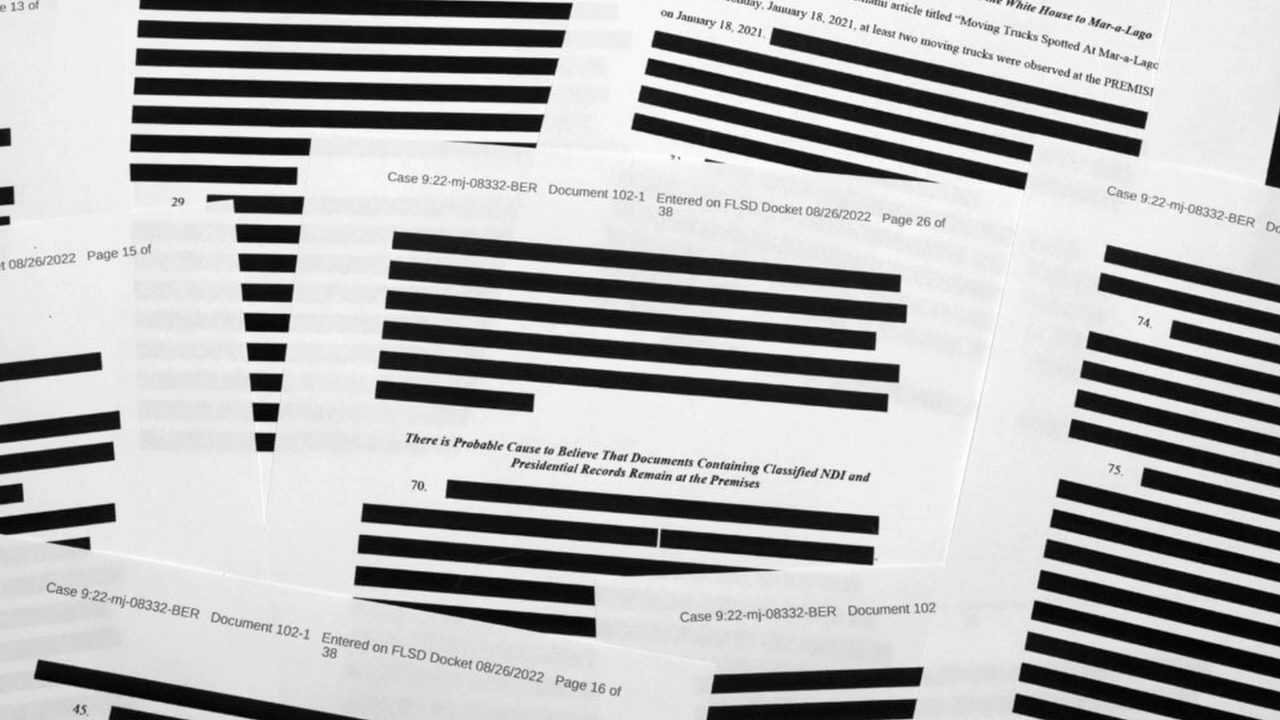 e 13 of
29
08/26/2022 Page 15 of
White House to Mar-a-Lago
article titled “Moving Trucks Spotted At Mar-a-Lago
January 18, 2021, at least two moving trucks were observed at the PREMIS
on January 18, 2021.
Case 9:22-mj-08332-BER Document 102-1 Entered on FLSD Docket 08/26/2022 Page 26 of
38
There is Probable Cause to Believe That Documents Containing Classified NDI and
Presidential Records Remain at the Premises
70.
Case 9:22-mj-08332-BER Do
74.
75.
Case 9:22-mj-08332-BER Document 102-1 Entered on FLSD Docket 08/26/2022 Page 16 of
38
45.
Case 9:22-mj-08332-BER Document 102